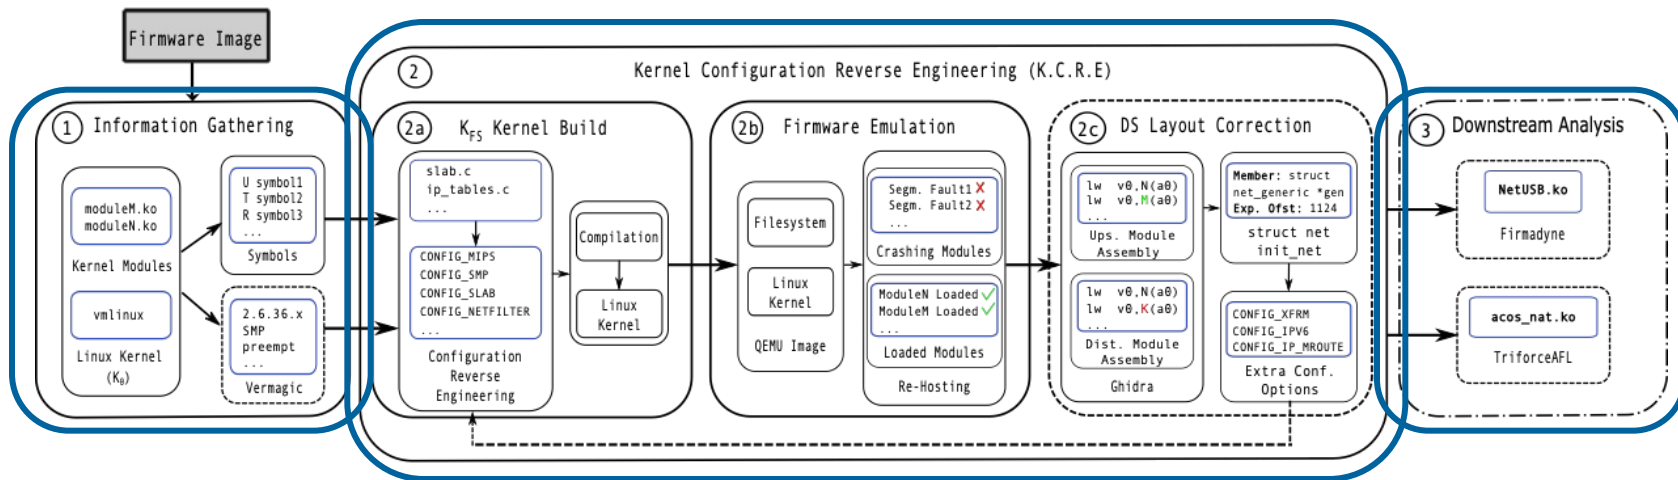 Firmware Image
1 Information Gathering
moduleM.ko
moduleN.ko
Kernel Modules
vmlinux
Linux Kernel
(K₀)
U symbol1
T symbol2
R symbol3
...
Symbols
2.6.36.x
SMP
preempt
...
Vermagic
2 Kernel Configuration Reverse Engineering (K.C.R.E)
2a K_FS Kernel Build
slab.c
ip_tables.c
...
CONFIG_MIPS
CONFIG_SMP
CONFIG_SLAB
CONFIG_NETFILTER
...
Configuration
Reverse
Engineering
Compilation
Linux
Kernel
2b Firmware Emulation
Filesystem
Linux
Kernel
QEMU Image
Segm. Fault1 ✗
Segm. Fault2 ✗
...
Crashing Modules
ModuleN Loaded ✓
ModuleM Loaded ✓
...
Loaded Modules
Re-Hosting
2c DS Layout Correction
lw v0,N(a0)
lw v0,M(a0)
...
Ups. Module
Assembly
lw v0,N(a0)
lw v0,K(a0)
...
Dist. Module
Assembly
Ghidra
Member: struct
net_generic *gen
Exp. Ofst: 1124
struct net
init_net
CONFIG_XFRM
CONFIG_IPV6
CONFIG_IP_MROUTE
Extra Conf.
Options
3 Downstream Analysis
NetUSB.ko
Firmadyne
acos_nat.ko
TriforceAFL